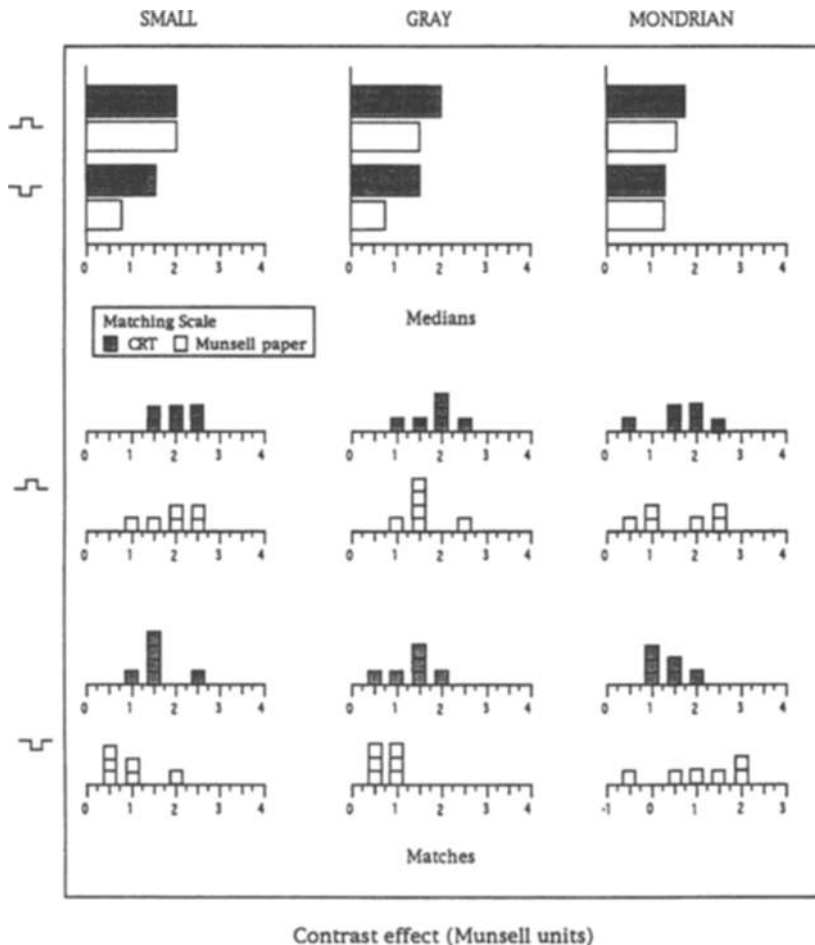 SMALL GRAY MONDRIAN
0 1 2 3 4 0 1 2 3 4 0 1 2 3 4
Medians
Matching Scale
CRT Munsell paper
0 1 2 3 4 0 1 2 3 4 0 1 2 3 4
0 1 2 3 4 0 1 2 3 4 0 1 2 3 4
0 1 2 3 4 0 1 2 3 4 0 1 2 3 4
0 1 2 3 4 0 1 2 3 4 -1 0 1 2 3
Matches
Contrast effect (Munsell units)